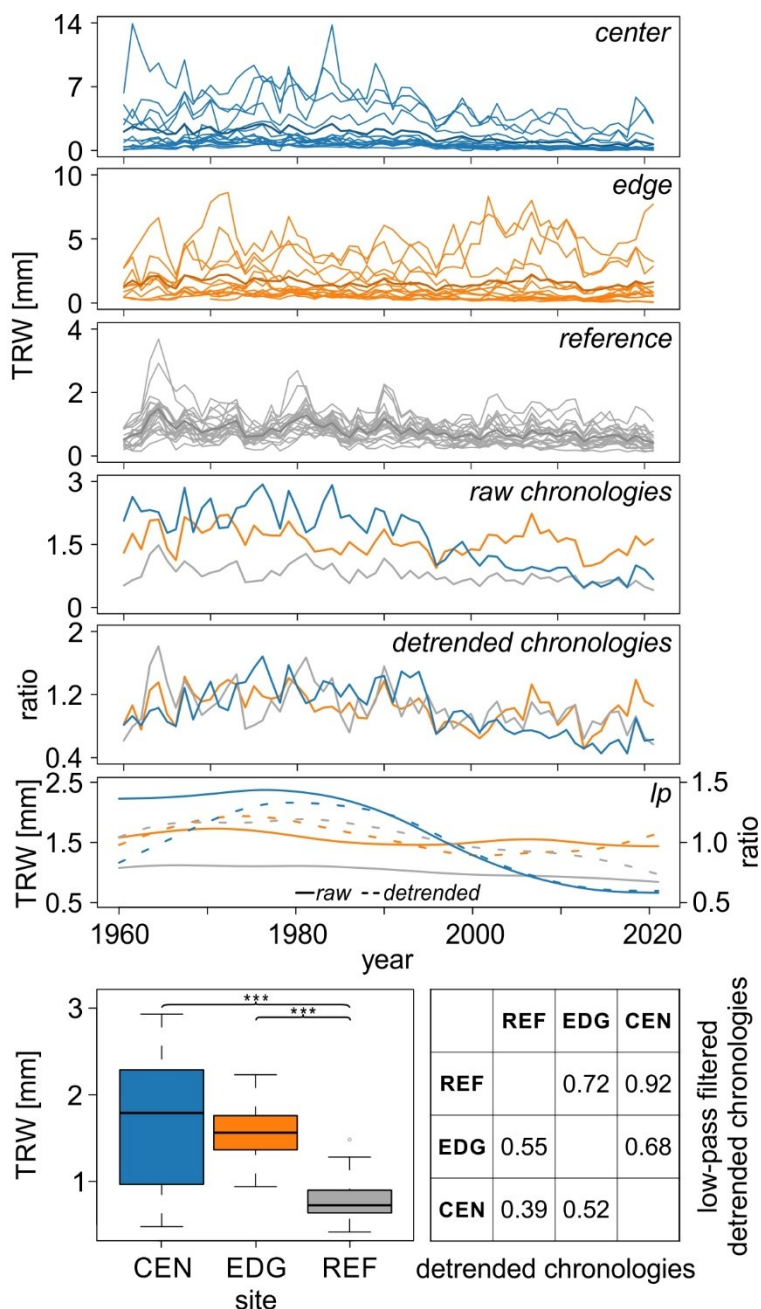 14
center
7
0
10
edge
5
0
TRW [mm]
4
reference
2
0
3
raw chronologies
1.5
0
2
detrended chronologies
ratio
1.2
0.4
2.5
lp
1.5
TRW [mm]
1.5
1.0
ratio
0.5
raw
detrended
0.5
1960
1980
2000
2020
year
3
***
***
TRW [mm]
2
1
CEN
EDG
REF
site
REF
EDG
CEN
REF
0.72
0.92
EDG
0.55
0.68
CEN
0.39
0.52
detrended chronologies
low-pass filtered
detrended chronologies